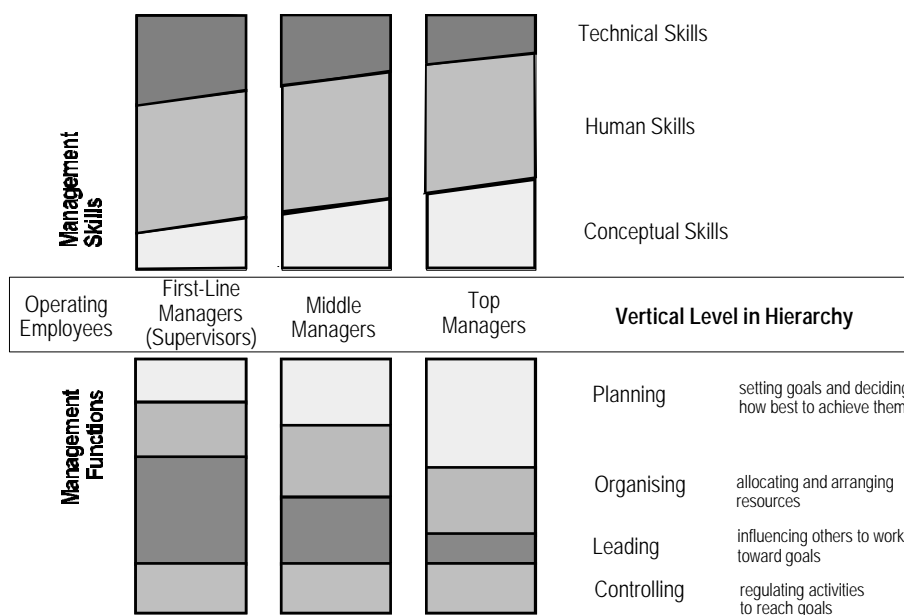 Technical Skills
Human Skills
Conceptual Skills
Management
Skills
Operating
Employees
First-Line
Managers
(Supervisors)
Middle
Managers
Top
Managers
Vertical Level in Hierarchy
Management
Functions
Planning
setting goals and deciding
how best to achieve them
Organising
allocating and arranging
resources
Leading
influencing others to work
toward goals
Controlling
regulating activities
to reach goals